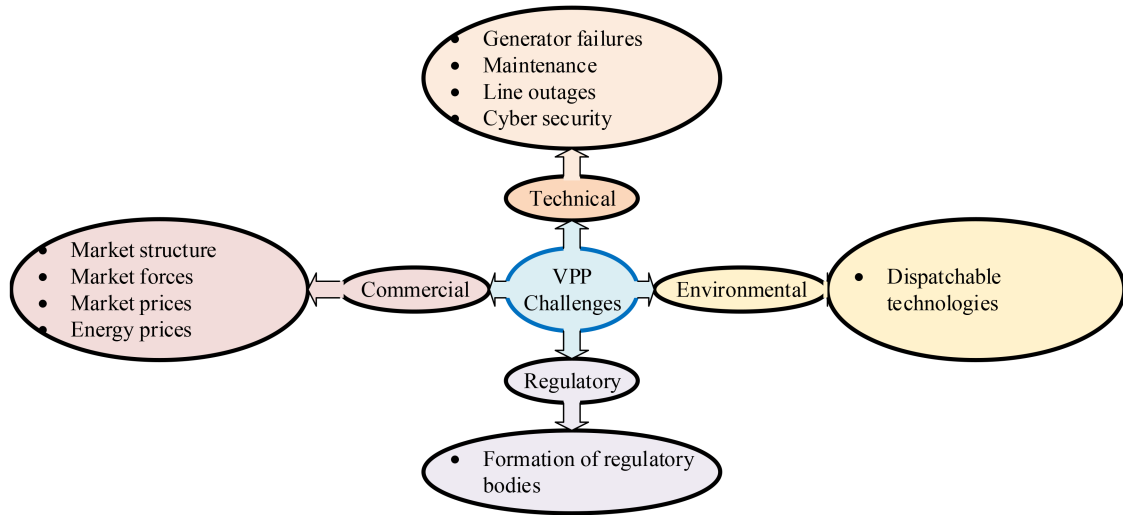 • Generator failures
• Maintenance
• Line outages
• Cyber security
Technical
• Market structure
• Market forces
• Market prices
• Energy prices
Commercial
VPP
Challenges
Environmental
• Dispatchable
technologies
Regulatory
• Formation of regulatory
bodies